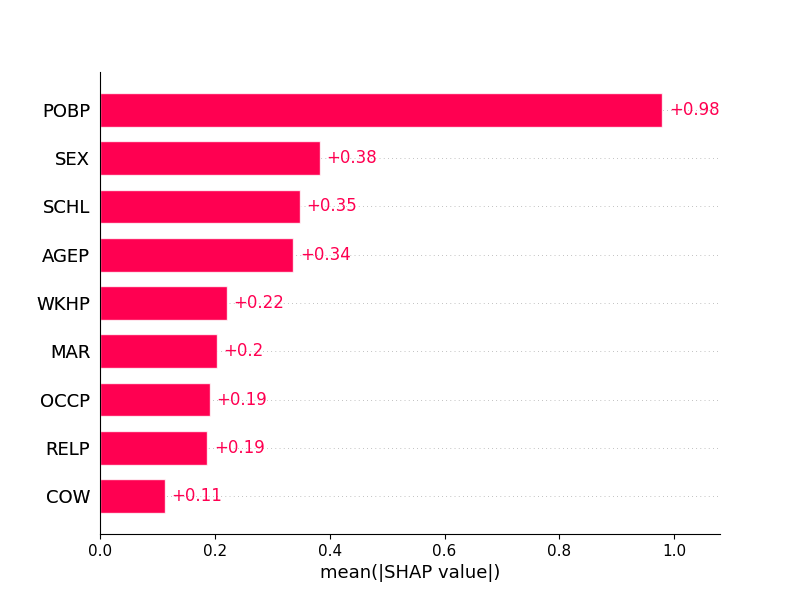 POBP +0.98
SEX +0.38
SCHL +0.35
AGEP +0.34
WKHP +0.22
MAR +0.2
OCCP +0.19
RELP +0.19
COW +0.11
0.0 0.2 0.4 0.6 0.8 1.0
mean(|SHAP value|)